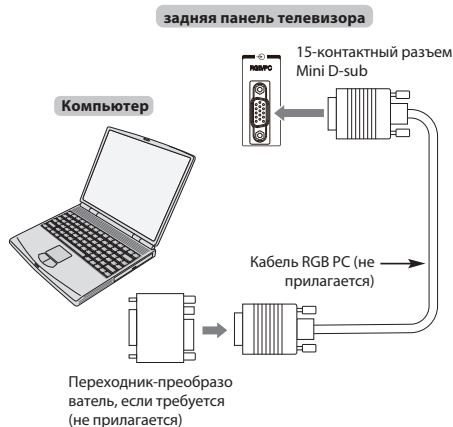 задняя панель телевизора
15-контактный разъем
Mini D-sub
RGB/PC
Компьютер
Кабель RGB PC (не
прилагается)
Переходник-преобразо
ватель, если требуется
(не прилагается)